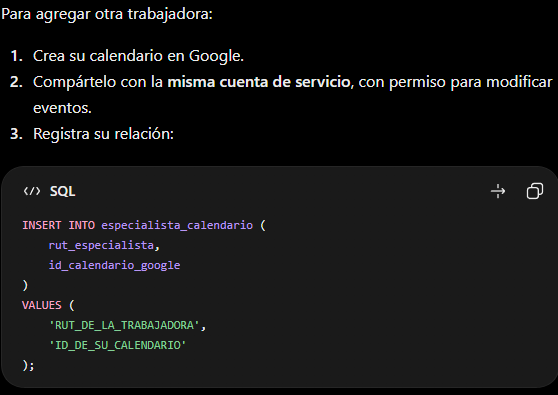 Para agregar otra trabajadora:
1. Crea su calendario en Google.
2. Compártelo con la misma cuenta de servicio, con permiso para modificar
eventos.
3. Registra su relación:
SQL
INSERT INTO especialista_calendario (
    rut_especialista,
    id_calendario_google
)
VALUES (
    'RUT_DE_LA_TRABAJADORA',
    'ID_DE_SU_CALENDARIO'
);